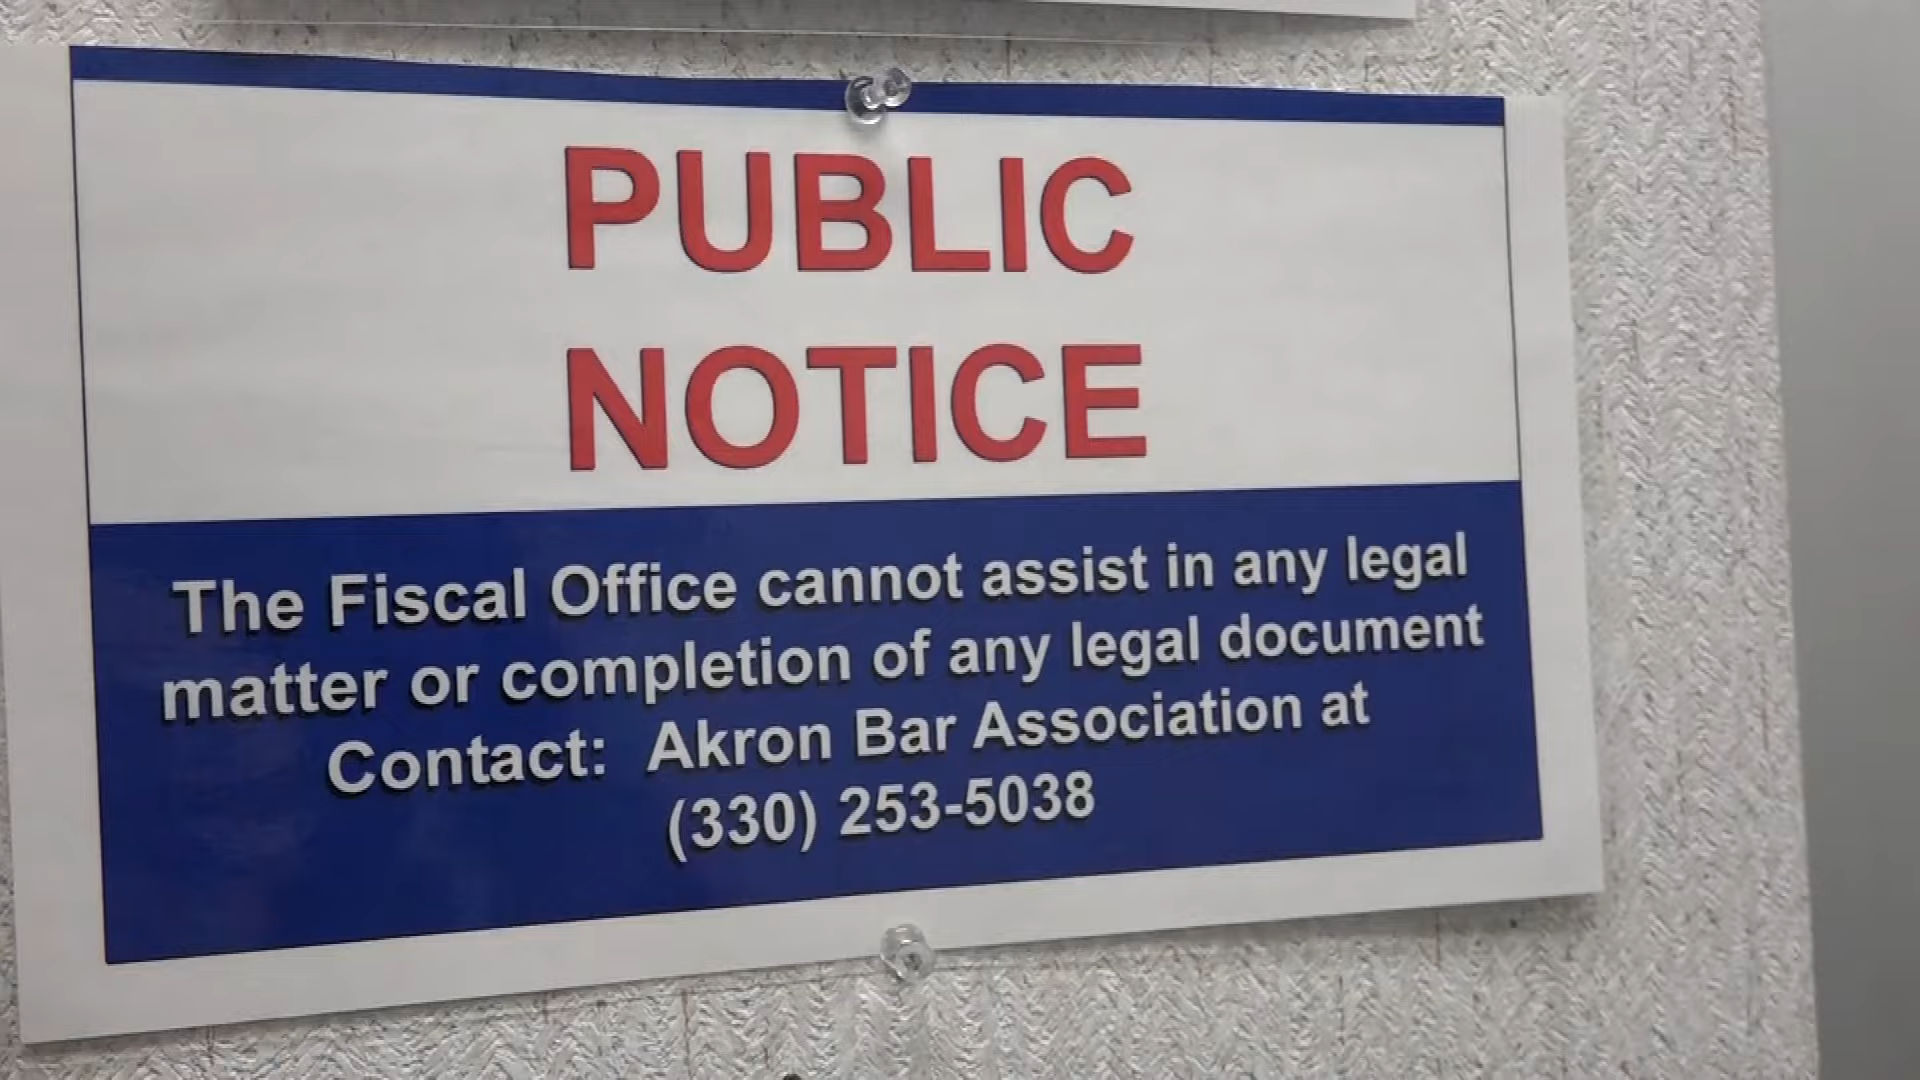 PUBLIC
NOTICE
The Fiscal Office cannot assist in any legal
matter or completion of any legal document
Contact: Akron Bar Association at
(330) 253-5038